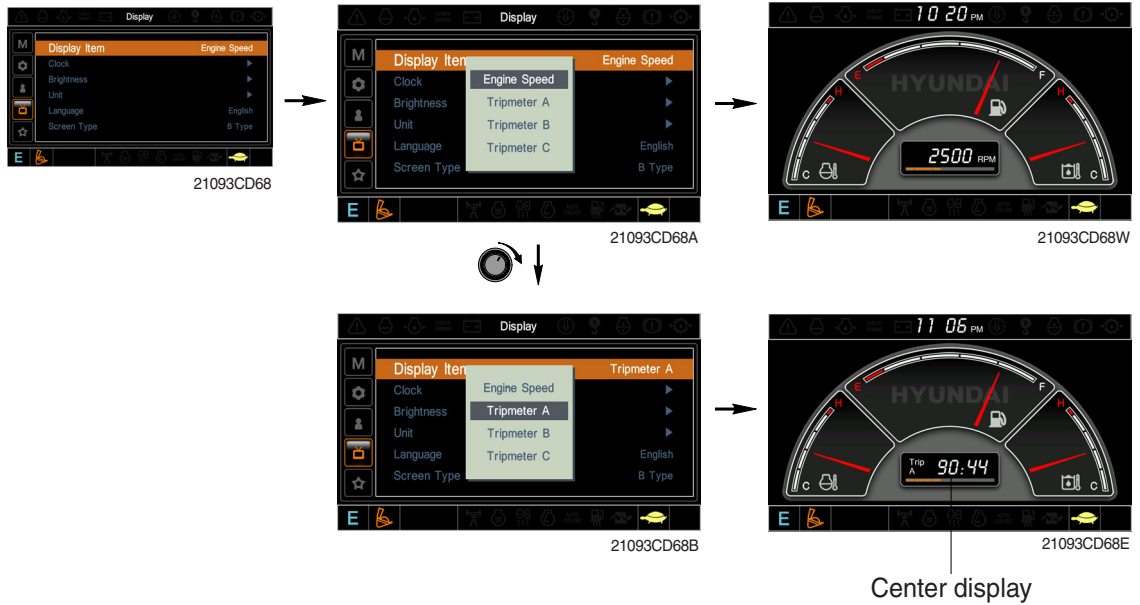 Display
M
Display Item Engine Speed
Clock
Brightness
Unit
Language English
Screen Type B Type
E
21093CD68
Display
M
Display Item Engine Speed
Clock
Brightness
Unit
Language English
Screen Type B Type
Engine Speed
Tripmeter A
Tripmeter B
Tripmeter C
E
21093CD68A
10 20 PM
HYUNDAI
E F
H H
C C
2500 RPM
E
21093CD68W
Display
M
Display Item Tripmeter A
Clock
Brightness
Unit
Language English
Screen Type B Type
Engine Speed
Tripmeter A
Tripmeter B
Tripmeter C
E
21093CD68B
11 06 PM
HYUNDAI
E F
H H
C C
Trip A 90:44
E
21093CD68E
Center display